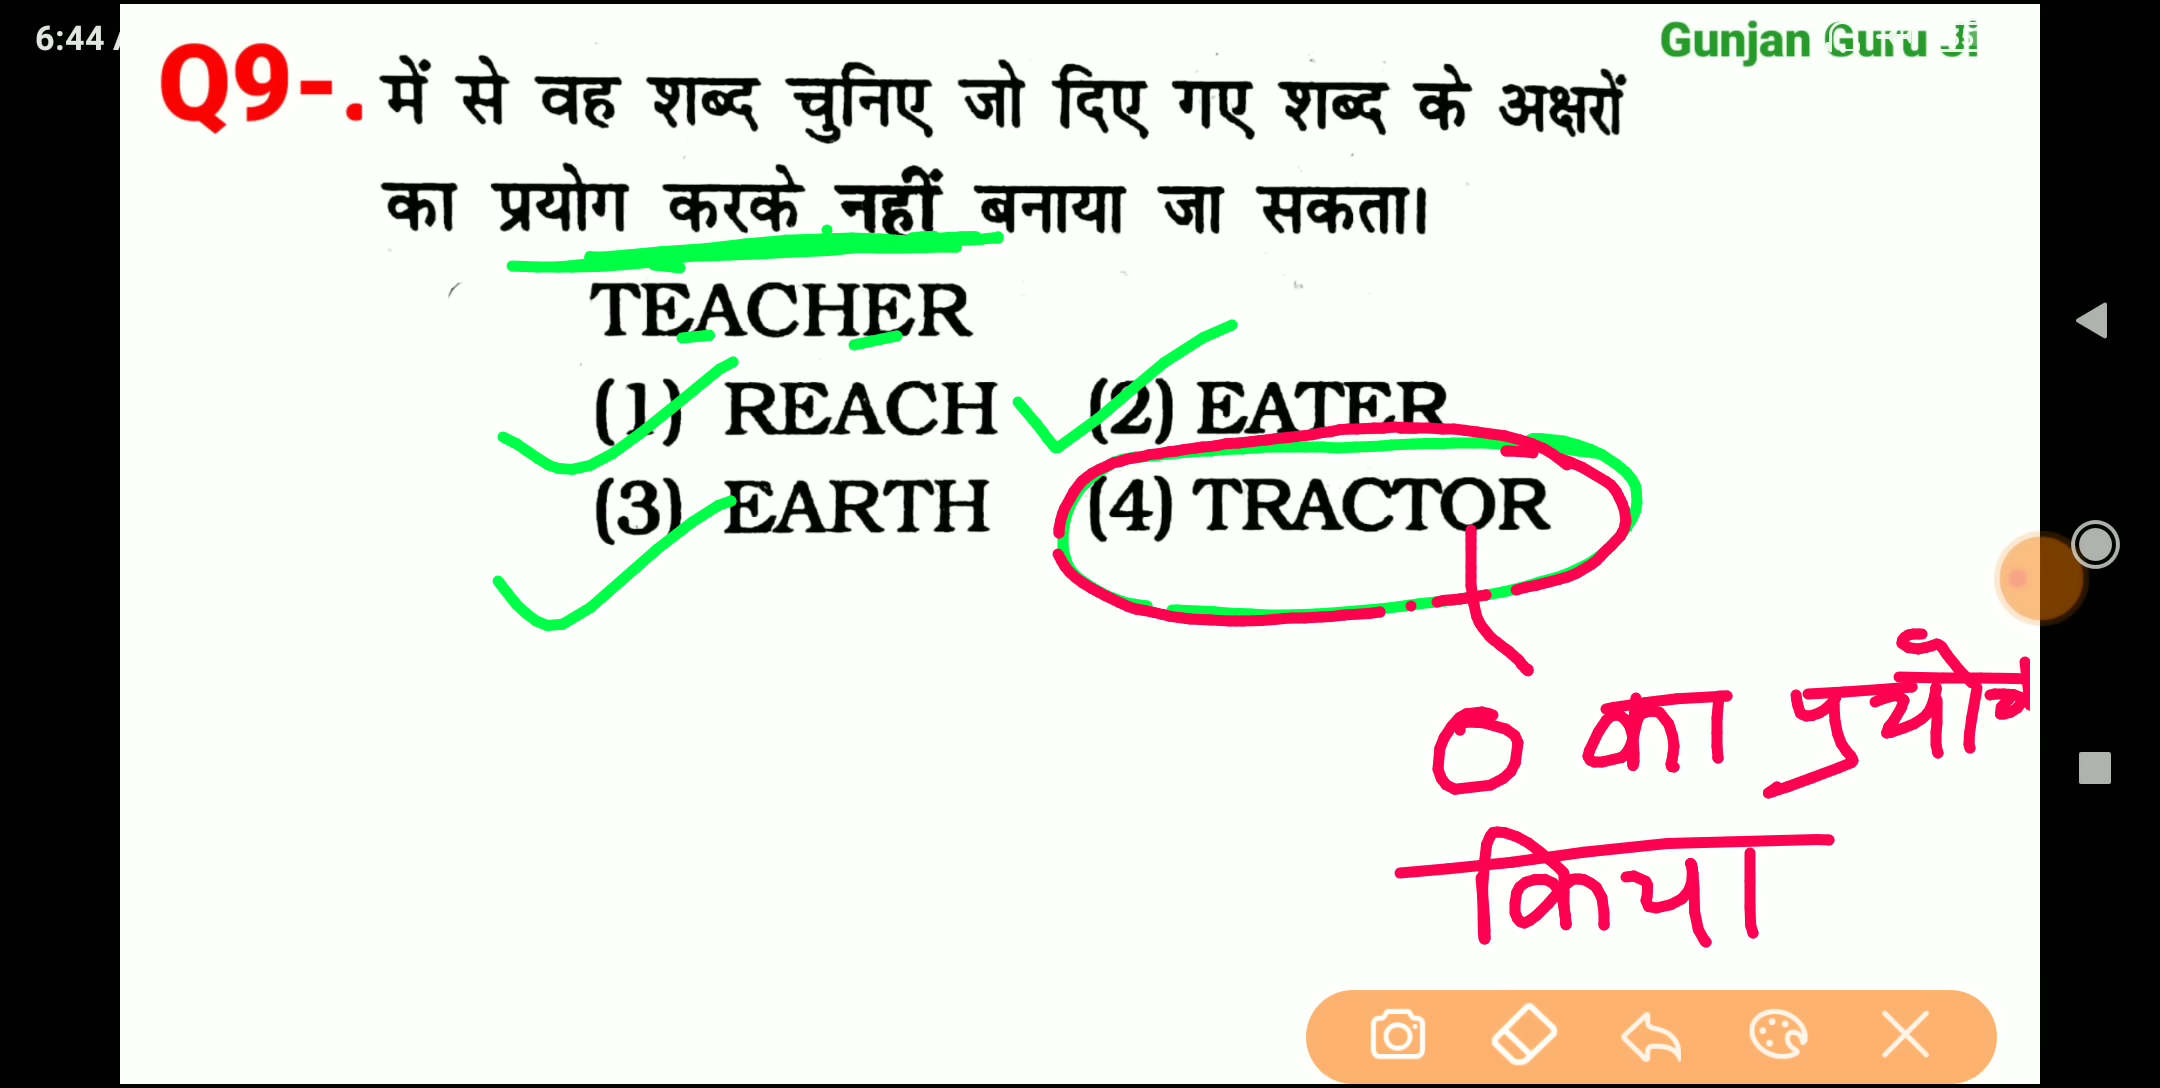 6:44
Gunjan Guru Ji
Q9-. में से वह शब्द चुनिए जो दिए गए शब्द के अक्षरों
का प्रयोग करके नहीं बनाया जा सकता।
TEACHER
(1) REACH (2) EATER
(3) EARTH (4) TRACTOR
O का
किया